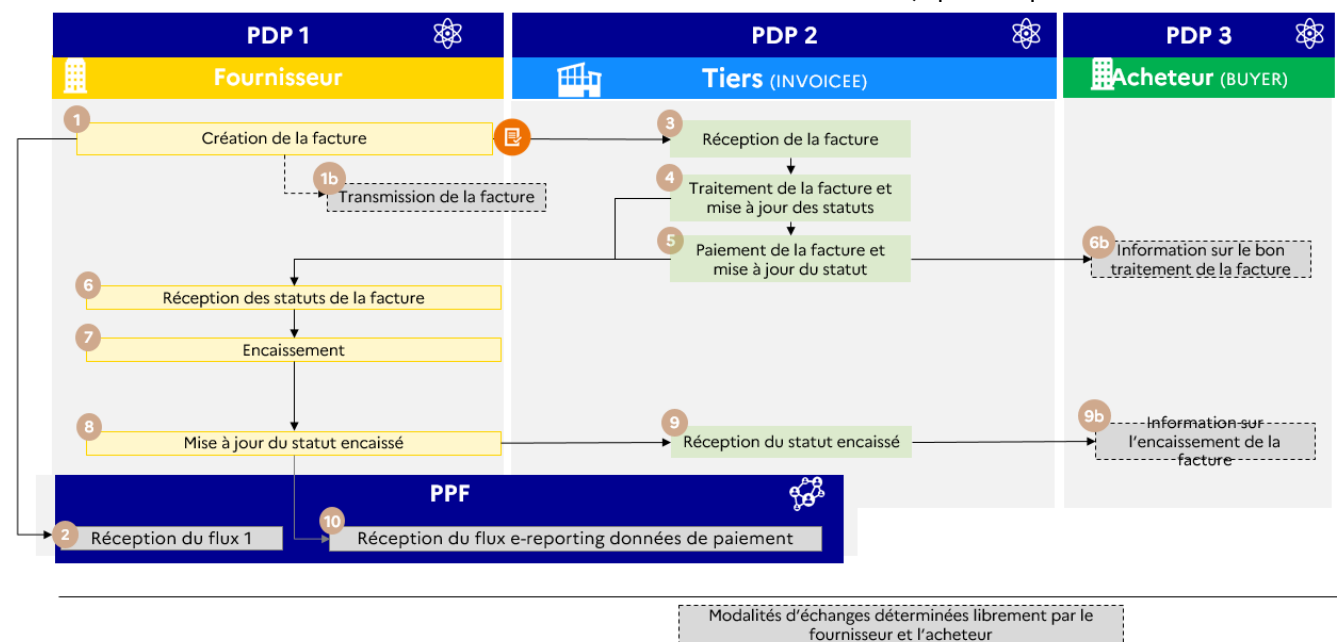 PDP 1
PDP 2
PDP 3
Fournisseur
Tiers (INVOICEE)
Acheteur (BUYER)
1
Création de la facture
3
Réception de la facture
1b
Transmission de la facture
4
Traitement de la facture et
mise à jour des statuts
5
Paiement de la facture et
mise à jour du statut
6b
Information sur le bon
traitement de la facture
6
Réception des statuts de la facture
7
Encaissement
8
Mise à jour du statut encaissé
9
Réception du statut encaissé
9b
Information sur
l'encaissement de la
facture
PPF
2
Réception du flux 1
10
Réception du flux e-reporting données de paiement
Modalités d'échanges déterminées librement par le
fournisseur et l'acheteur